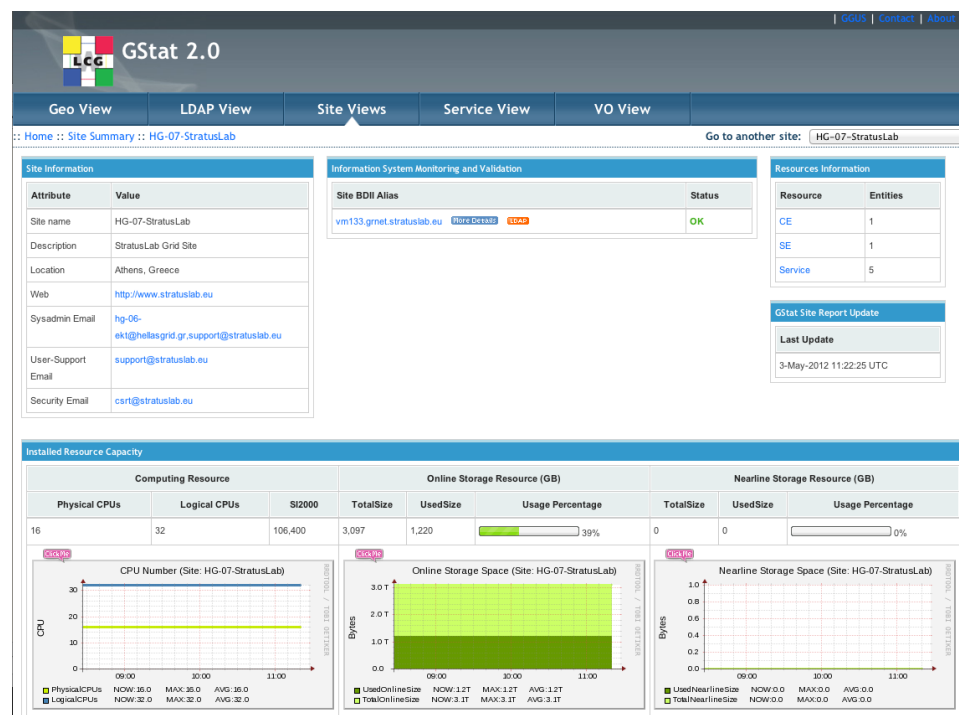 | GGUS | Contact | About
LCG
GStat 2.0
Geo View LDAP View Site Views Service View VO View
:: Home :: Site Summary :: HG-07-StratusLab
Go to another site: HG-07-StratusLab
Site Information
Attribute Value
Site name HG-07-StratusLab
Description StratusLab Grid Site
Location Athens, Greece
Web http://www.stratuslab.eu
Sysadmin Email hg-06-
ekt@hellasgrid.gr,support@stratuslab.eu
User-Support
Email
support@stratuslab.eu
Security Email csrt@stratuslab.eu
Information System Monitoring and Validation
Site BDII Alias Status
vm133.grnet.stratuslab.eu More Details LDAP OK
Resources Information
Resource Entities
CE 1
SE 1
Service 5
GStat Site Report Update
Last Update
3-May-2012 11:22:25 UTC
Installed Resource Capacity
Computing Resource Online Storage Resource (GB) Nearline Storage Resource (GB)
Physical CPUs Logical CPUs SI2000 TotalSize UsedSize Usage Percentage TotalSize UsedSize Usage Percentage
16 32 106,400 3,097 1,220 39% 0 0 0%
Click Me
CPU Number (Site: HG-07-StratusLab)
RRDTOOL / TOBI OETIKER
CPU
30
20
10
0
09:00 10:00 11:00
PhysicalCPUs NOW:16.0 MAX:16.0 AVG:16.0
LogicalCPUs NOW:32.0 MAX:32.0 AVG:32.0
Click Me
Online Storage Space (Site: HG-07-StratusLab)
RRDTOOL / TOBI OETIKER
Bytes
3.0 T
2.0 T
1.0 T
0.0
09:00 10:00 11:00
UsedOnlineSize NOW:1.2T MAX:1.2T AVG:1.2T
TotalOnlineSize NOW:3.1T MAX:3.1T AVG:3.1T
Click Me
Nearline Storage Space (Site: HG-07-StratusLab)
RRDTOOL / TOBI OETIKER
Bytes
1.0
0.8
0.6
0.4
0.2
0.0
09:00 10:00 11:00
UsedNearlineSize NOW:0.0 MAX:0.0 AVG:0.0
TotalNearlineSize NOW:0.0 MAX:0.0 AVG:0.0